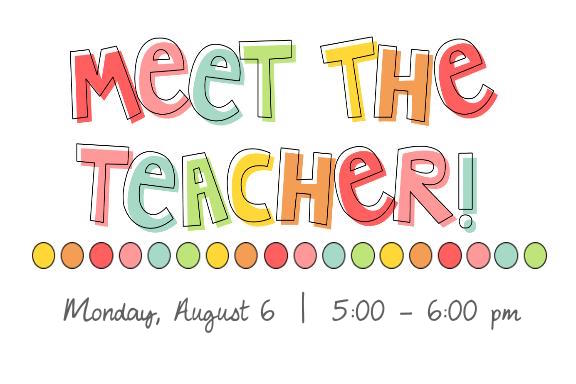 MEET THE
TEACHER!
Monday, August 6 | 5:00 - 6:00 pm